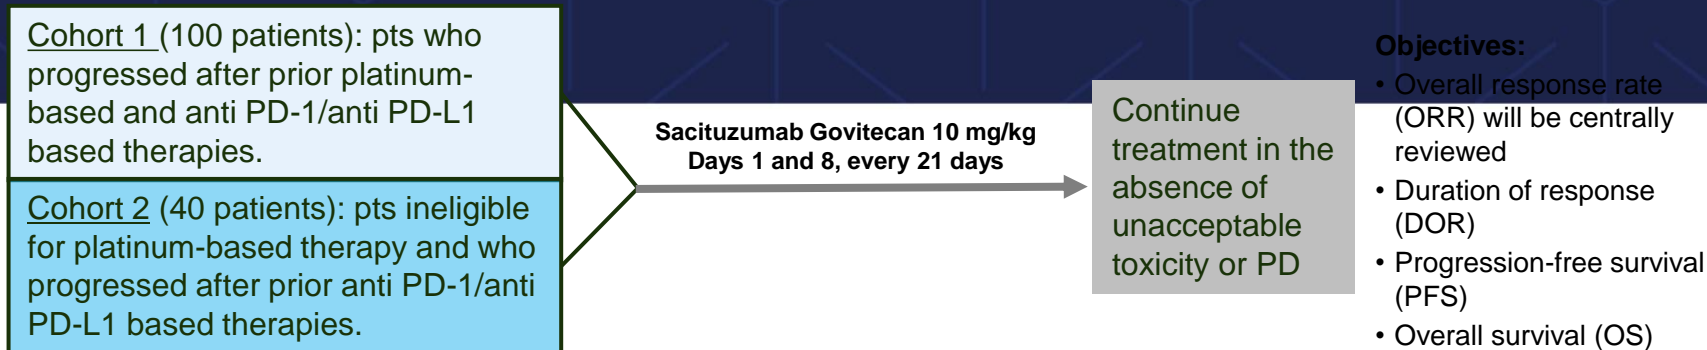 Cohort 1 (100 patients): pts who
progressed after prior platinum-
based and anti PD-1/anti PD-L1
based therapies.
Cohort 2 (40 patients): pts ineligible
for platinum-based therapy and who
progressed after prior anti PD-1/anti
PD-L1 based therapies.
Sacituzumab Govitecan 10 mg/kg
Days 1 and 8, every 21 days
Continue
treatment in the
absence of
unacceptable
toxicity or PD
Objectives:
• Overall response rate
(ORR) will be centrally
reviewed
• Duration of response
(DOR)
• Progression-free survival
(PFS)
• Overall survival (OS)